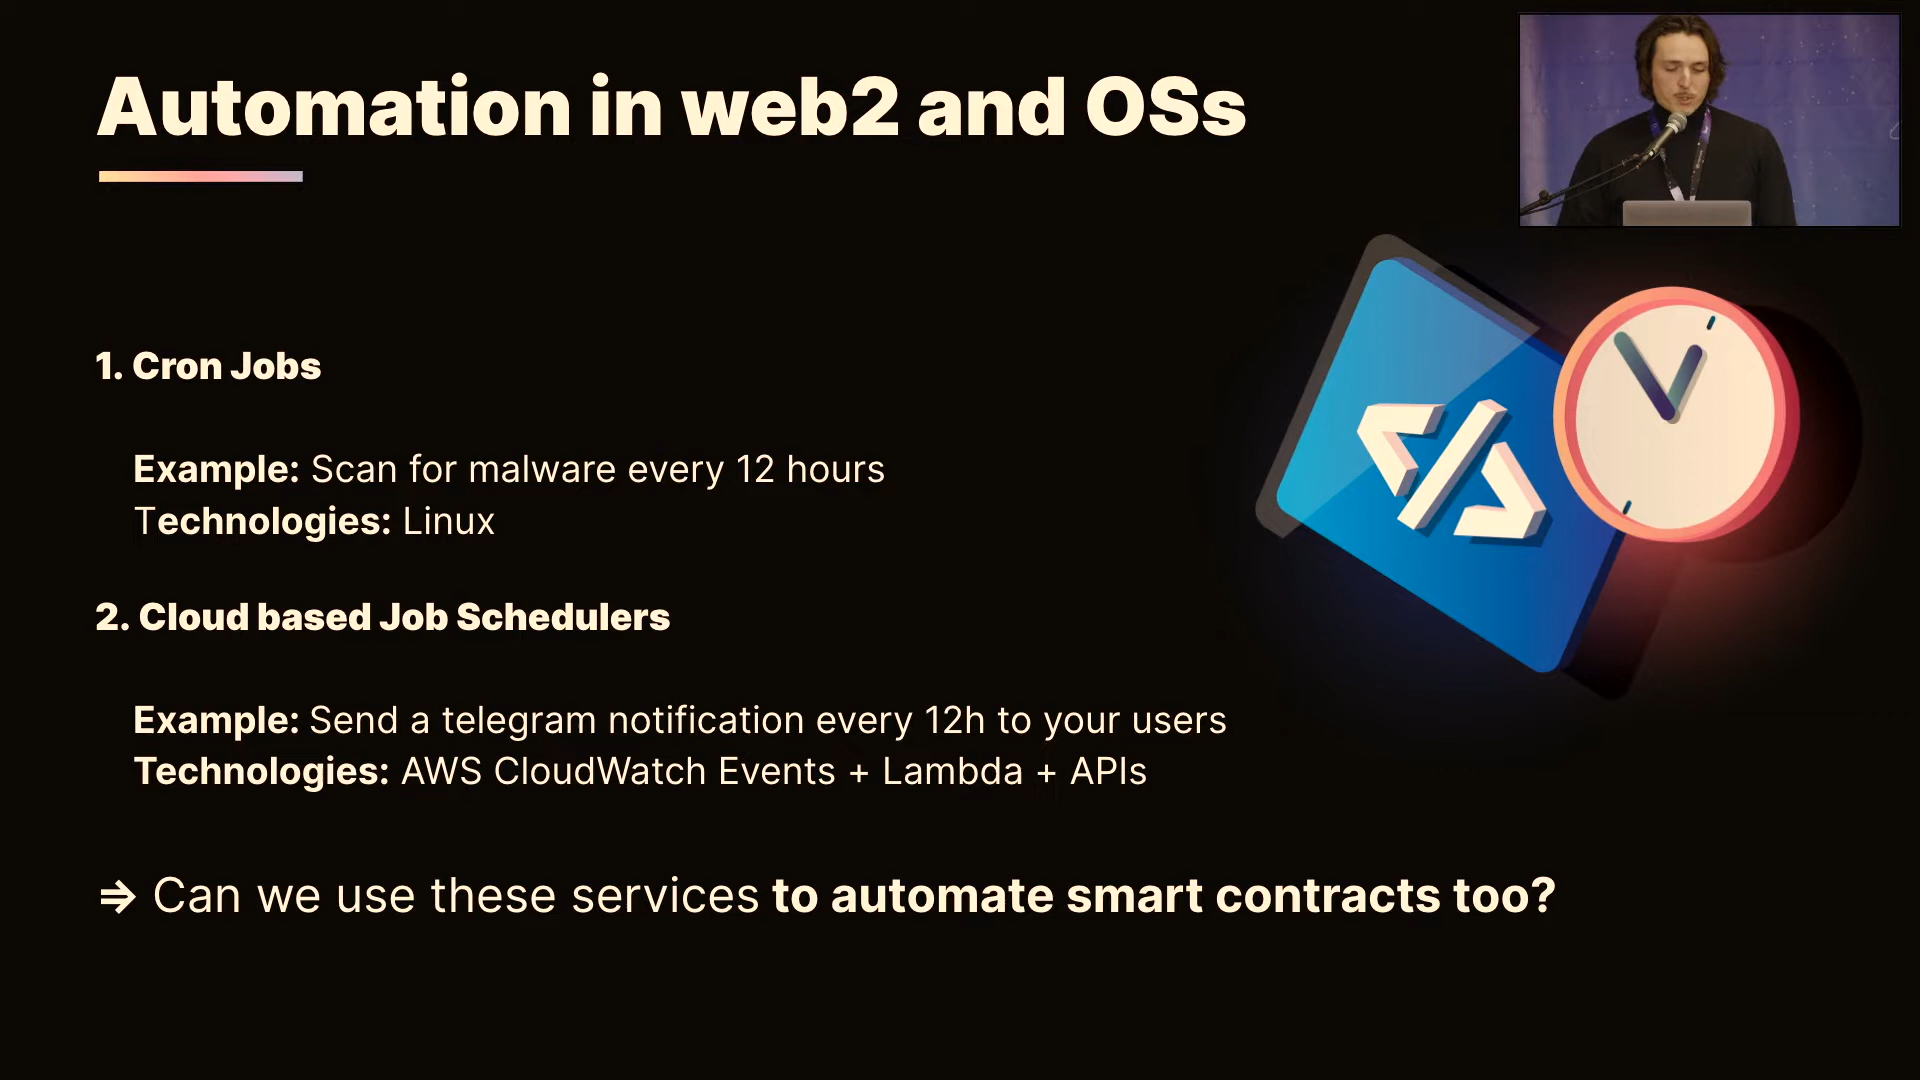 Automation in web2 and OSs
1. Cron Jobs
Example: Scan for malware every 12 hours
Technologies: Linux
2. Cloud based Job Schedulers
Example: Send a telegram notification every 12h to your users
Technologies: AWS CloudWatch Events + Lambda + APIs
⇒ Can we use these services to automate smart contracts too?